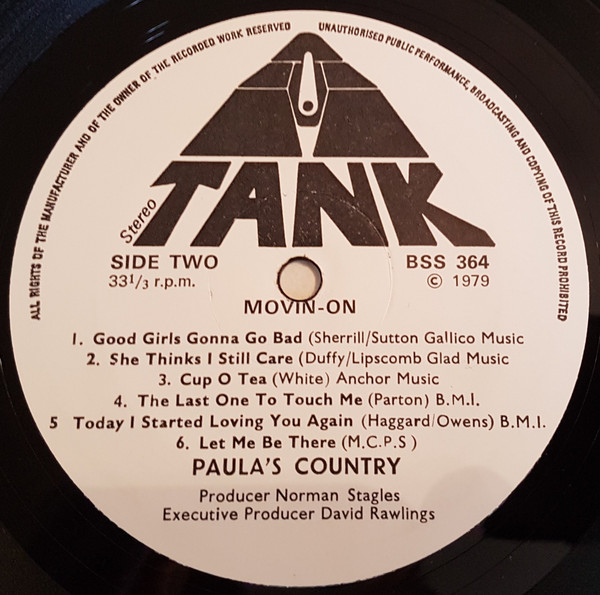 ALL RIGHTS OF THE MANUFACTURER AND OF THE OWNER OF THE RECORDED WORK RESERVED
UNAUTHORISED PUBLIC PERFORMANCE, BROADCASTING AND COPYING OF THIS RECORD PROHIBITED
TANK
Stereo
SIDE TWO
BSS 364
33 1/3 r.p.m.
© 1979
MOVIN-ON
1. Good Girls Gonna Go Bad (Sherrill/Sutton Gallico Music
2. She Thinks I Still Care (Duffy/Lipscomb Glad Music
3. Cup O Tea (White) Anchor Music
4. The Last One To Touch Me (Parton) B.M.I.
5 Today I Started Loving You Again (Haggard/Owens) B.M.I.
6. Let Me Be There (M.C.P.S)
PAULA'S COUNTRY
Producer Norman Stagles
Executive Producer David Rawlings